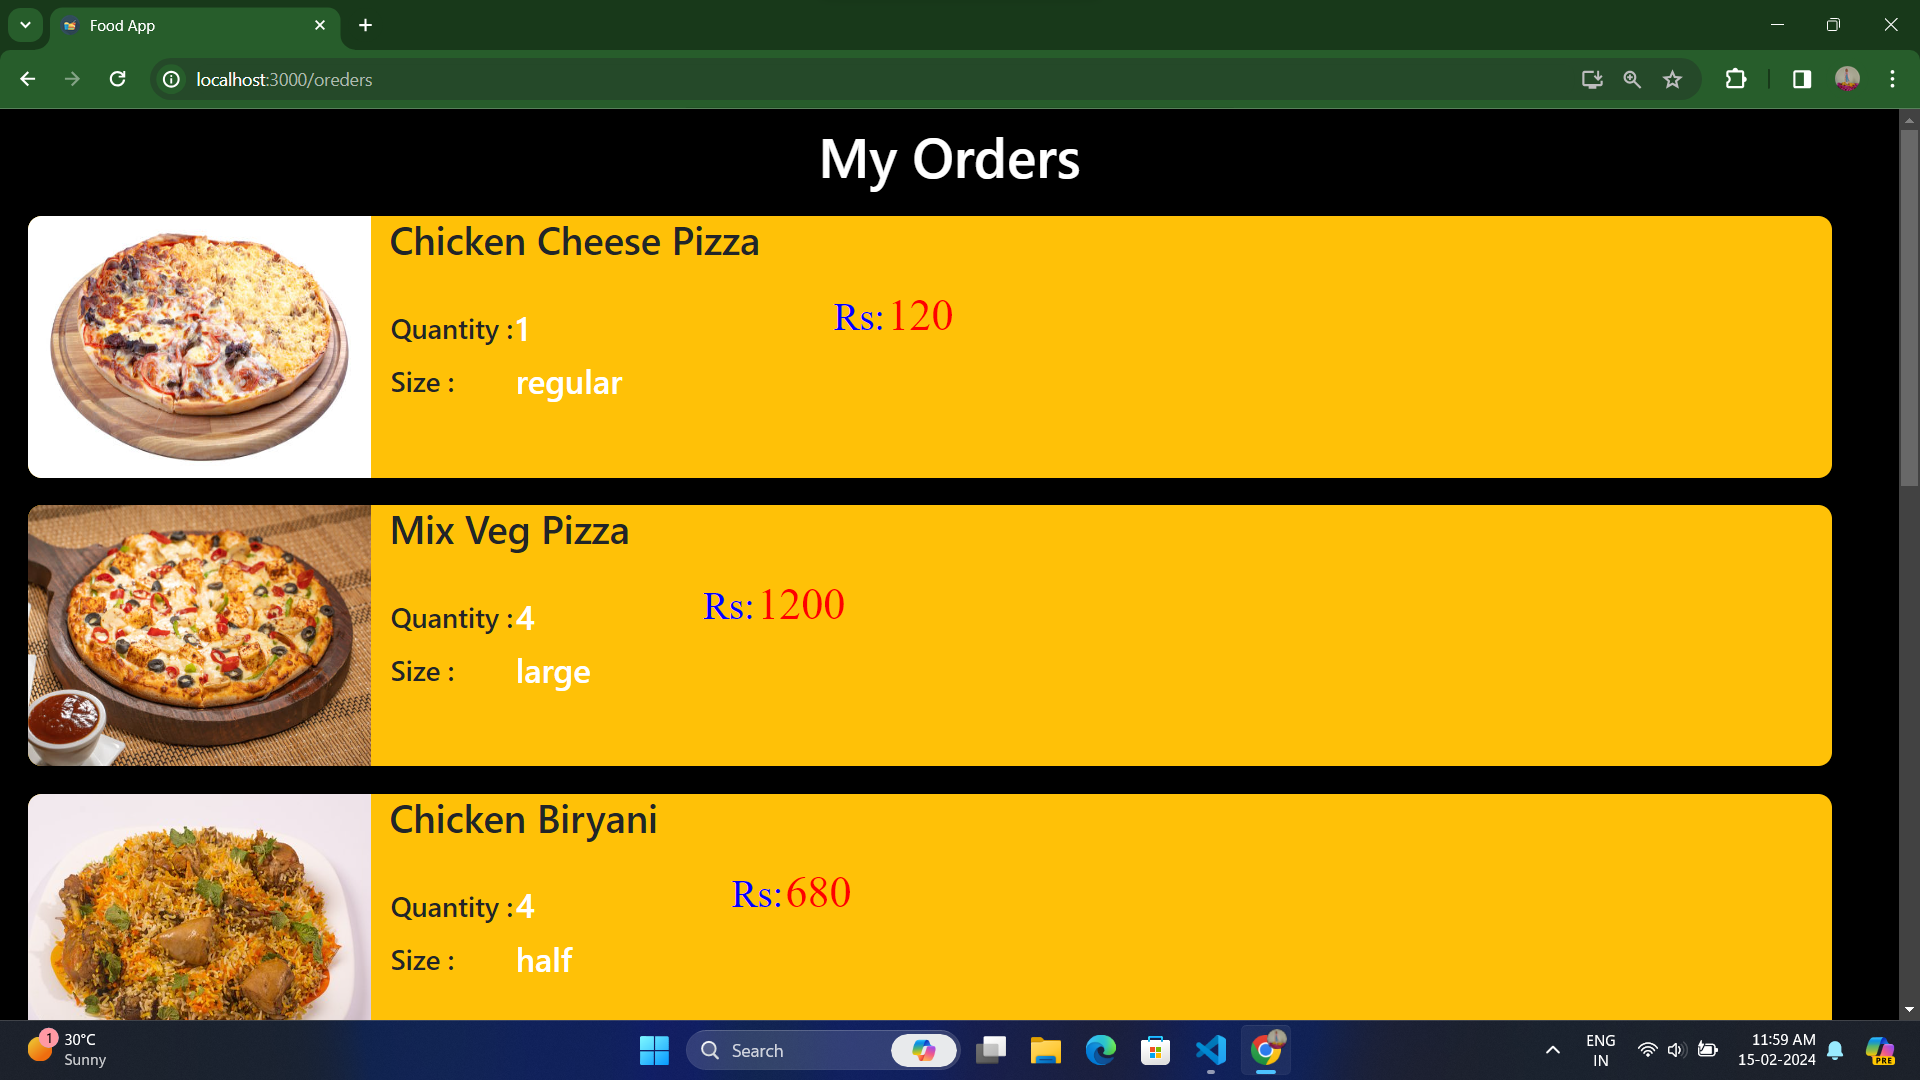 Food App
localhost:3000/oreders
My Orders
Chicken Cheese Pizza
Quantity :1
Rs:120
Size : regular
Mix Veg Pizza
Quantity :4
Rs:1200
Size : large
Chicken Biryani
Quantity :4
Rs:680
Size : half
1
30°C
Sunny
Search
ENG
IN
11:59 AM
15-02-2024
PRE